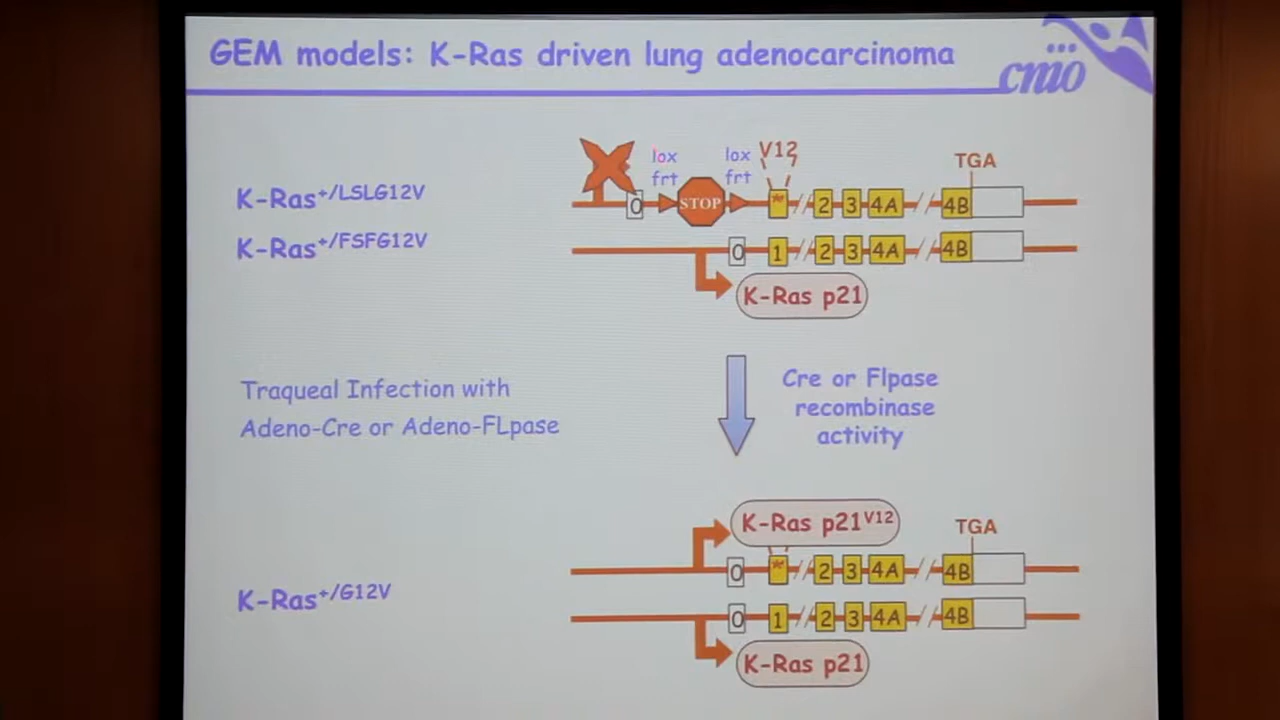 GEM models: K-Ras driven lung adenocarcinoma
cnio
lox lox V12
frt frt TGA
K-Ras+/LSLG12V
0 STOP * // 2 3 4A // 4B
K-Ras+/FSFG12V
0 1 // 2 3 4A // 4B
K-Ras p21
Traqueal Infection with
Adeno-Cre or Adeno-FLpase
Cre or Flpase
recombinase
activity
K-Ras p21V12
TGA
0 * // 2 3 4A // 4B
K-Ras+/G12V
0 1 // 2 3 4A // 4B
K-Ras p21